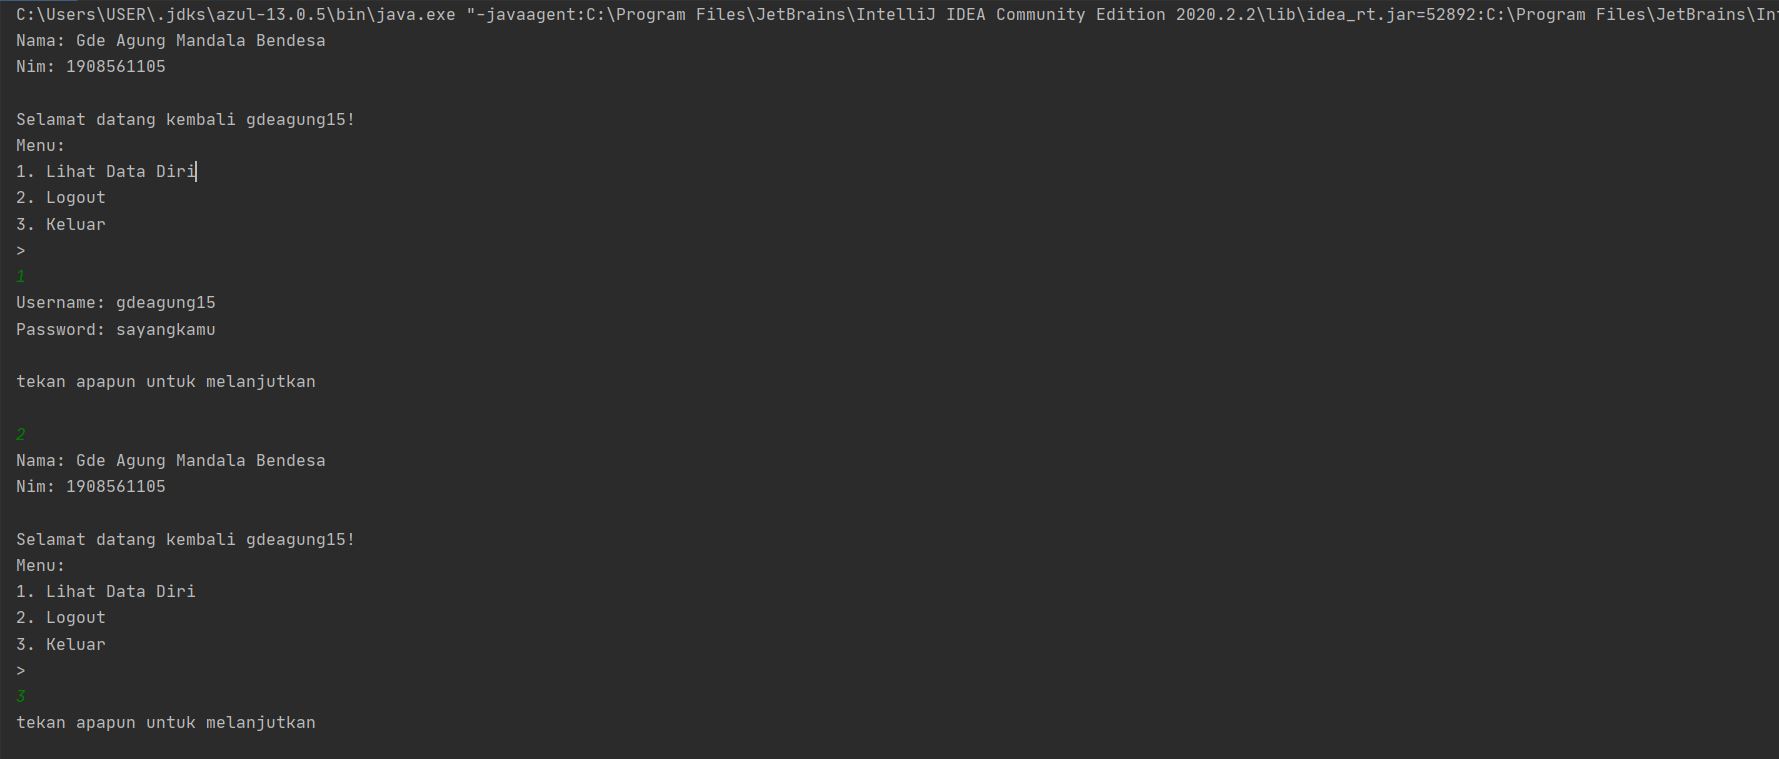 C:\Users\USER\.jdks\azul-13.0.5\bin\java.exe "-javaagent:C:\Program Files\JetBrains\IntelliJ IDEA Community Edition 2020.2.2\lib\idea_rt.jar=52892:C:\Program Files\JetBrains\Int
Nama: Gde Agung Mandala Bendesa
Nim: 1908561105
Selamat datang kembali gdeagung15!
Menu:
1. Lihat Data Diri
2. Logout
3. Keluar
>
1
Username: gdeagung15
Password: sayangkamu
tekan apapun untuk melanjutkan
2
Nama: Gde Agung Mandala Bendesa
Nim: 1908561105
Selamat datang kembali gdeagung15!
Menu:
1. Lihat Data Diri
2. Logout
3. Keluar
>
3
tekan apapun untuk melanjutkan